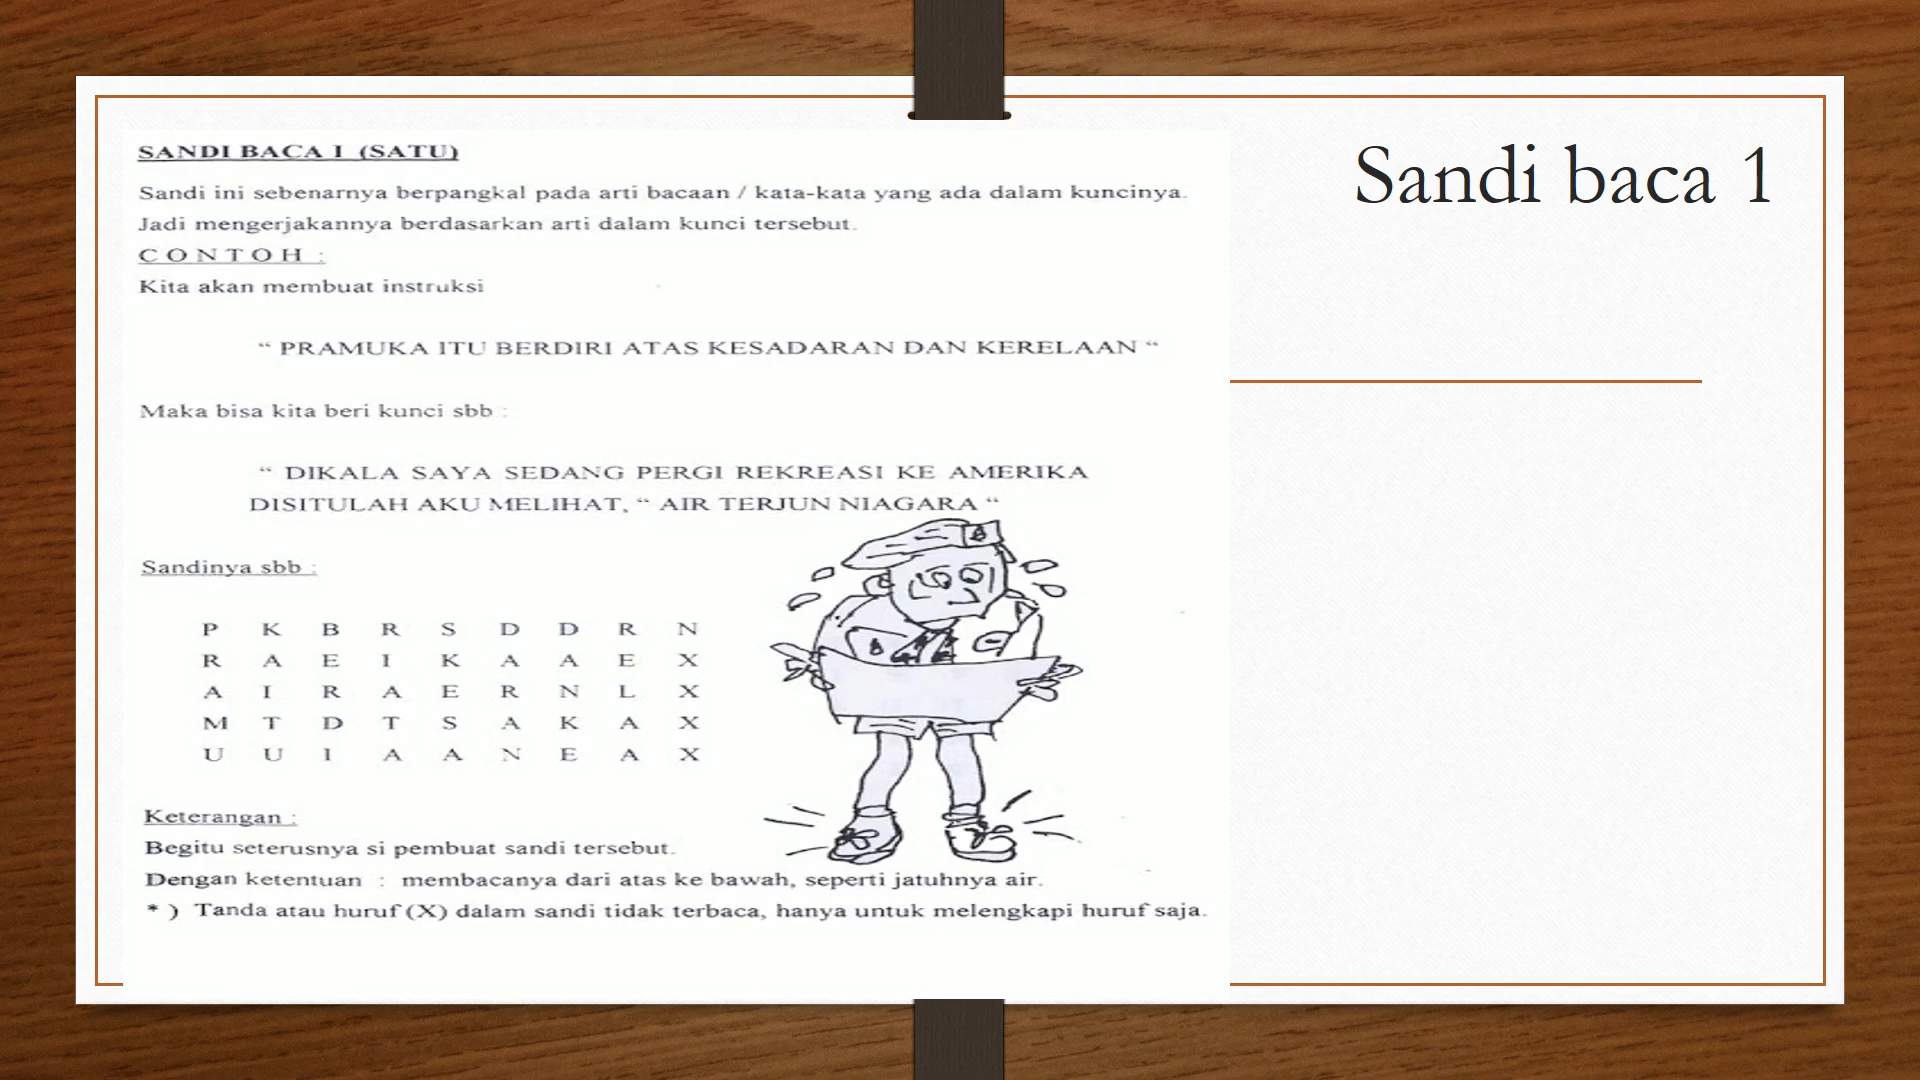 Sandi baca 1
SANDI BACA I (SATU)
Sandi ini sebenarnya berpangkal pada arti bacaan / kata-kata yang ada dalam kuncinya.
Jadi mengerjakannya berdasarkan arti dalam kunci tersebut.
C O N T O H :
Kita akan membuat instruksi
“ PRAMUKA ITU BERDIRI ATAS KESADARAN DAN KERELAAN “
Maka bisa kita beri kunci sbb :
“ DIKALA SAYA SEDANG PERGI REKREASI KE AMERIKA
DISITULAH AKU MELIHAT, “ AIR TERJUN NIAGARA “
Sandinya sbb :
P K B R S D D R N
R A E I K A A E X
A I R A E R N L X
M T D T S A K A X
U U I A A N E A X
Keterangan :
Begitu seterusnya si pembuat sandi tersebut.
Dengan ketentuan : membacanya dari atas ke bawah, seperti jatuhnya air.
* ) Tanda atau huruf (X) dalam sandi tidak terbaca, hanya untuk melengkapi huruf saja.